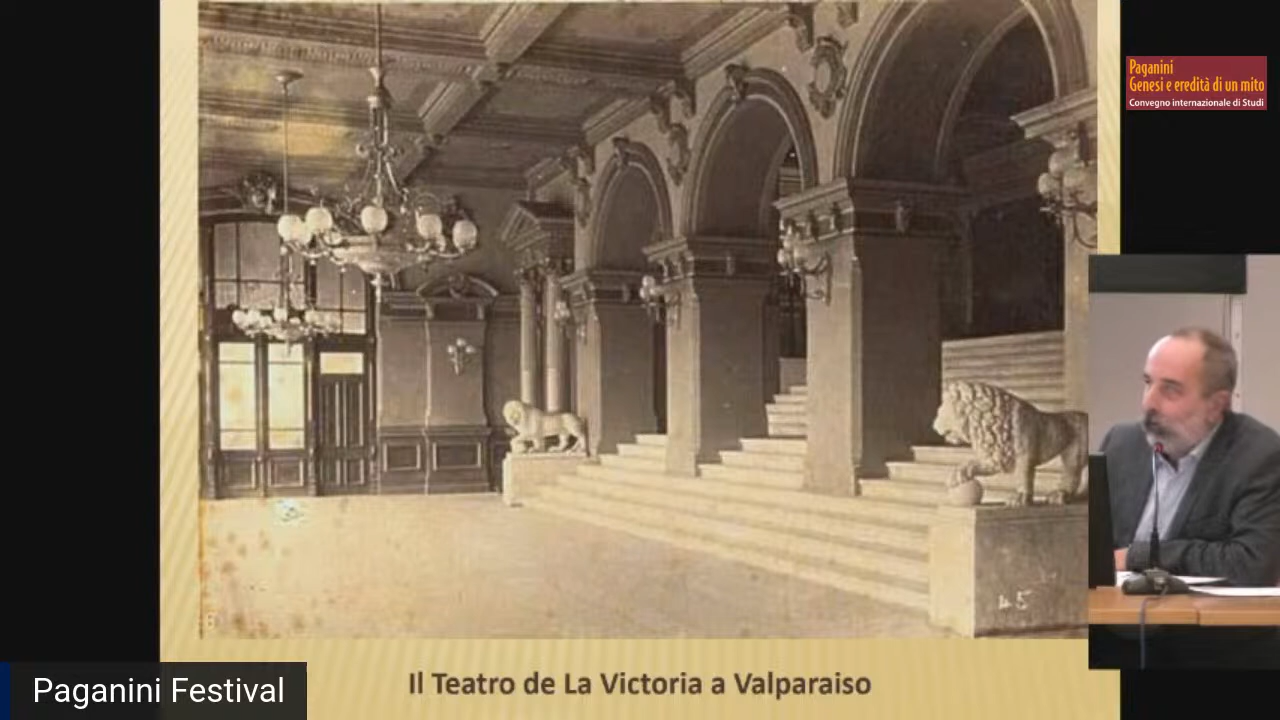 Paganini
Genesi e eredità di un mito
Convegno internazionale di Studi
45
Il Teatro de La Victoria a Valparaiso
Paganini Festival